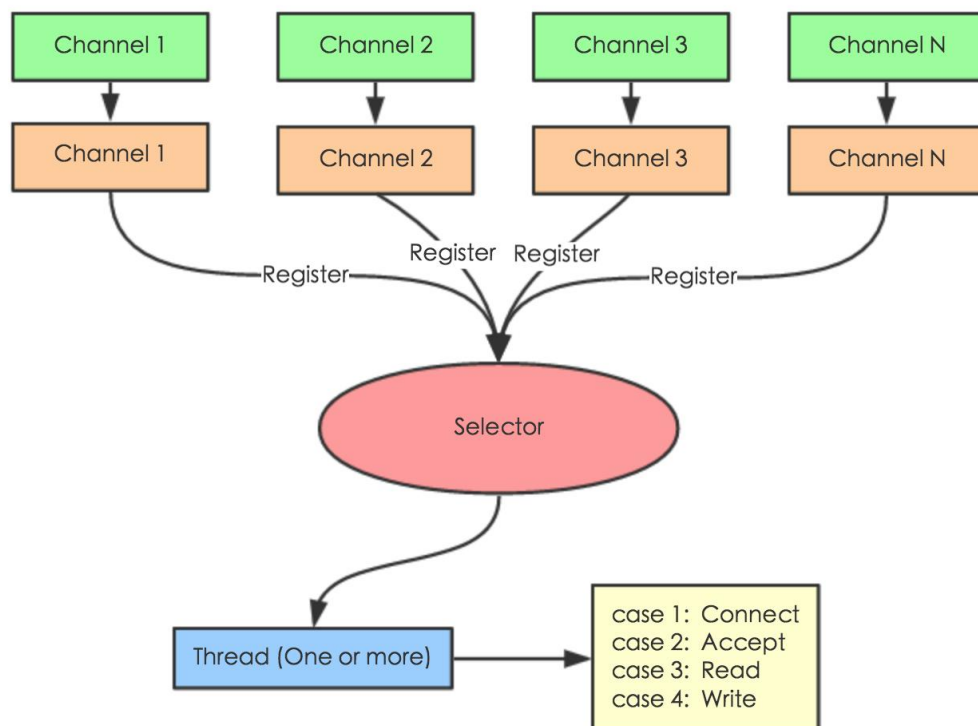 Channel 1
Channel 2
Channel 3
Channel N
Channel 1
Channel 2
Channel 3
Channel N
Register
Register
Register
Register
Selector
Thread (One or more)
case 1: Connect
case 2: Accept
case 3: Read
case 4: Write